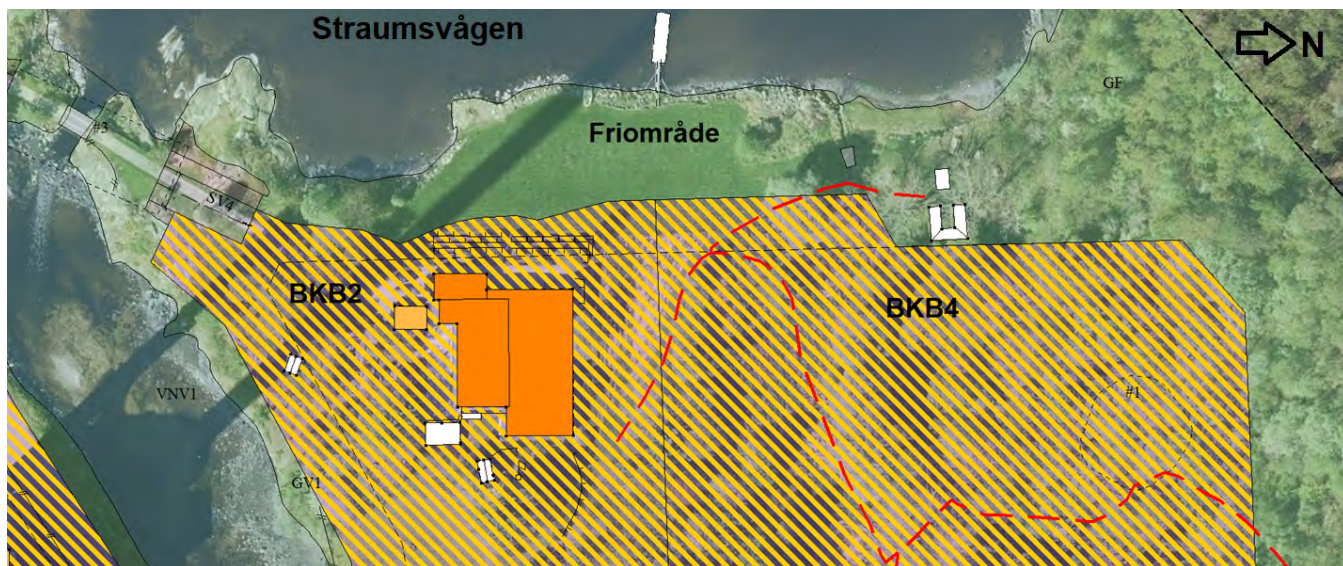 Straumsvågen
N
GF
#3
Friområde
SV4
BKB2
BKB4
#1
VNV1
GV1